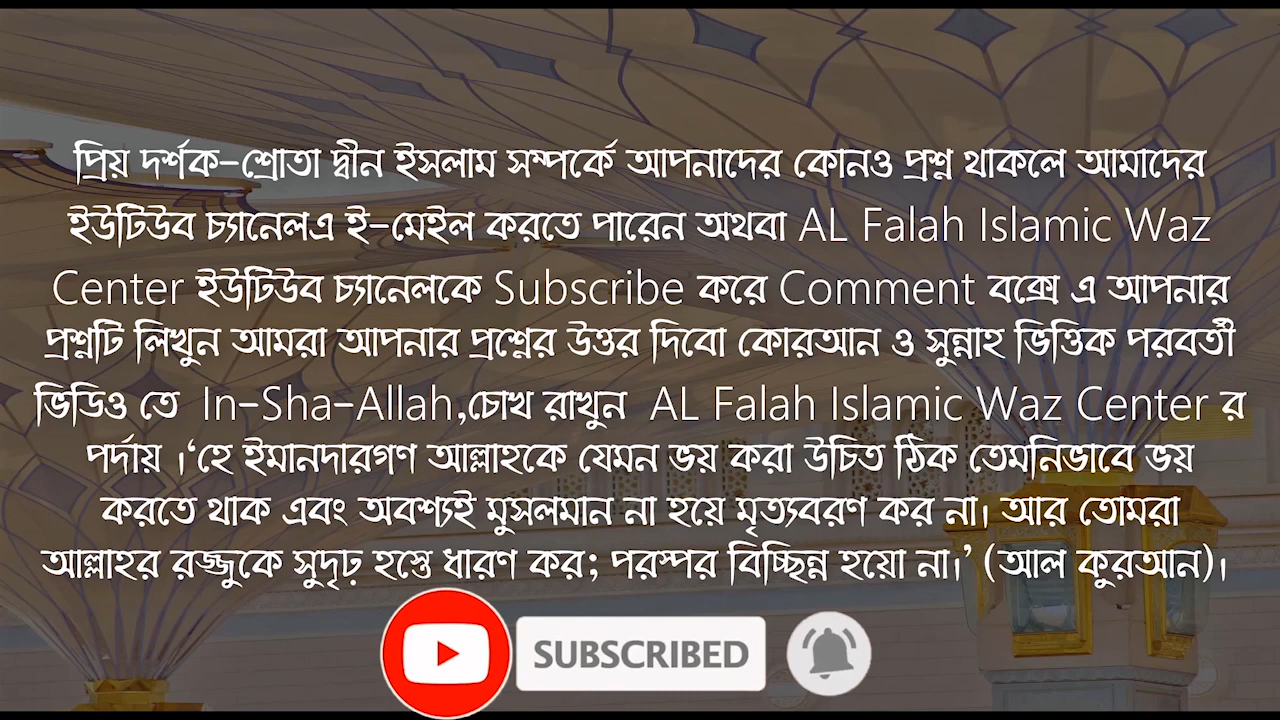 প্রিয় দর্শক-শ্রোতা দ্বীন ইসলাম সম্পর্কে আপনাদের কোনও প্রশ্ন থাকলে আমাদের
ইউটিউব চ্যানেলএ ই-মেইল করতে পারেন অথবা AL Falah Islamic Waz
Center ইউটিউব চ্যানেলকে Subscribe করে Comment বক্সে এ আপনার
প্রশ্নটি লিখুন আমরা আপনার প্রশ্নের উত্তর দিবো কোরআন ও সুন্নাহ ভিত্তিক পরবর্তী
ভিডিও তে In-Sha-Allah,চোখ রাখুন AL Falah Islamic Waz Center র
পর্দায় ।‘হে ইমানদারগণ আল্লাহকে যেমন ভয় করা উচিত ঠিক তেমনিভাবে ভয়
করতে থাক এবং অবশ্যই মুসলমান না হয়ে মৃত্যবরণ কর না। আর তোমরা
আল্লাহর রজ্জুকে সুদৃঢ় হস্তে ধারণ কর; পরস্পর বিচ্ছিন্ন হয়ো না।’ (আল কুরআন)।
SUBSCRIBED